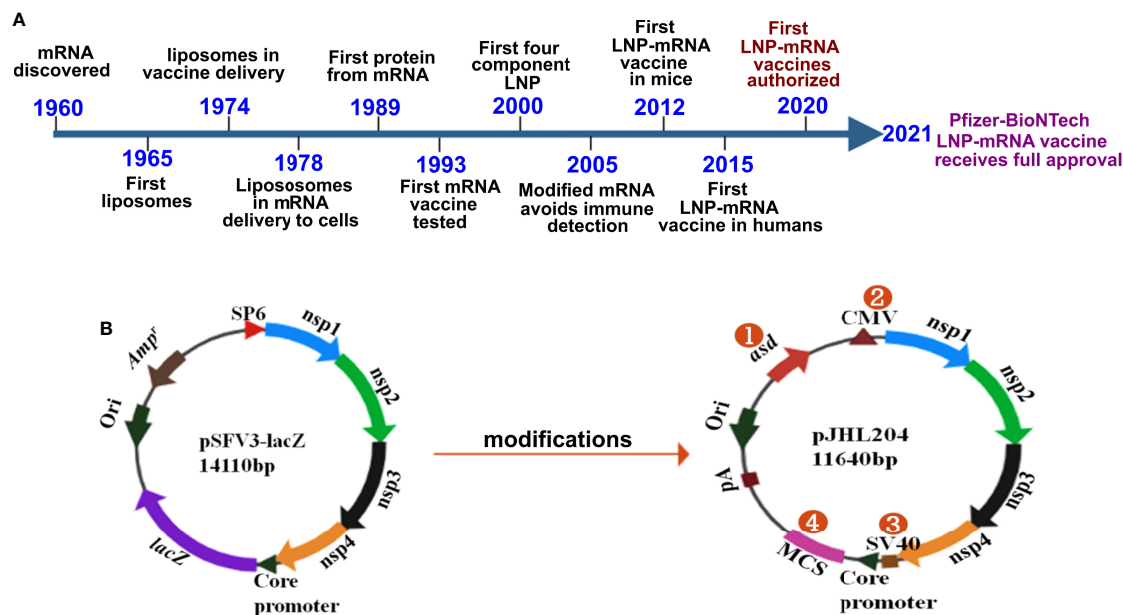 A
mRNA
discovered
1960
liposomes in
vaccine delivery
1974
First protein
from mRNA
1989
First four
component
LNP
2000
First
LNP-mRNA
vaccine
in mice
2012
First
LNP-mRNA
vaccines
authorized
2020
2021
Pfizer-BioNTech
LNP-mRNA vaccine
receives full approval
1965
First
liposomes
1978
Lipososomes
in mRNA
delivery to cells
1993
First mRNA
vaccine
tested
2005
Modified mRNA
avoids immune
detection
2015
First
LNP-mRNA
vaccine in humans
B
SP6
nsp1
nsp2
nsp3
nsp4
Core
promoter
lacZ
Ori
Ampr
pSFV3-lacZ
14110bp
modifications
1
asd
2
CMV
nsp1
nsp2
nsp3
nsp4
3
SV40
Core
promoter
4
MCS
pA
Ori
pJHL204
11640bp